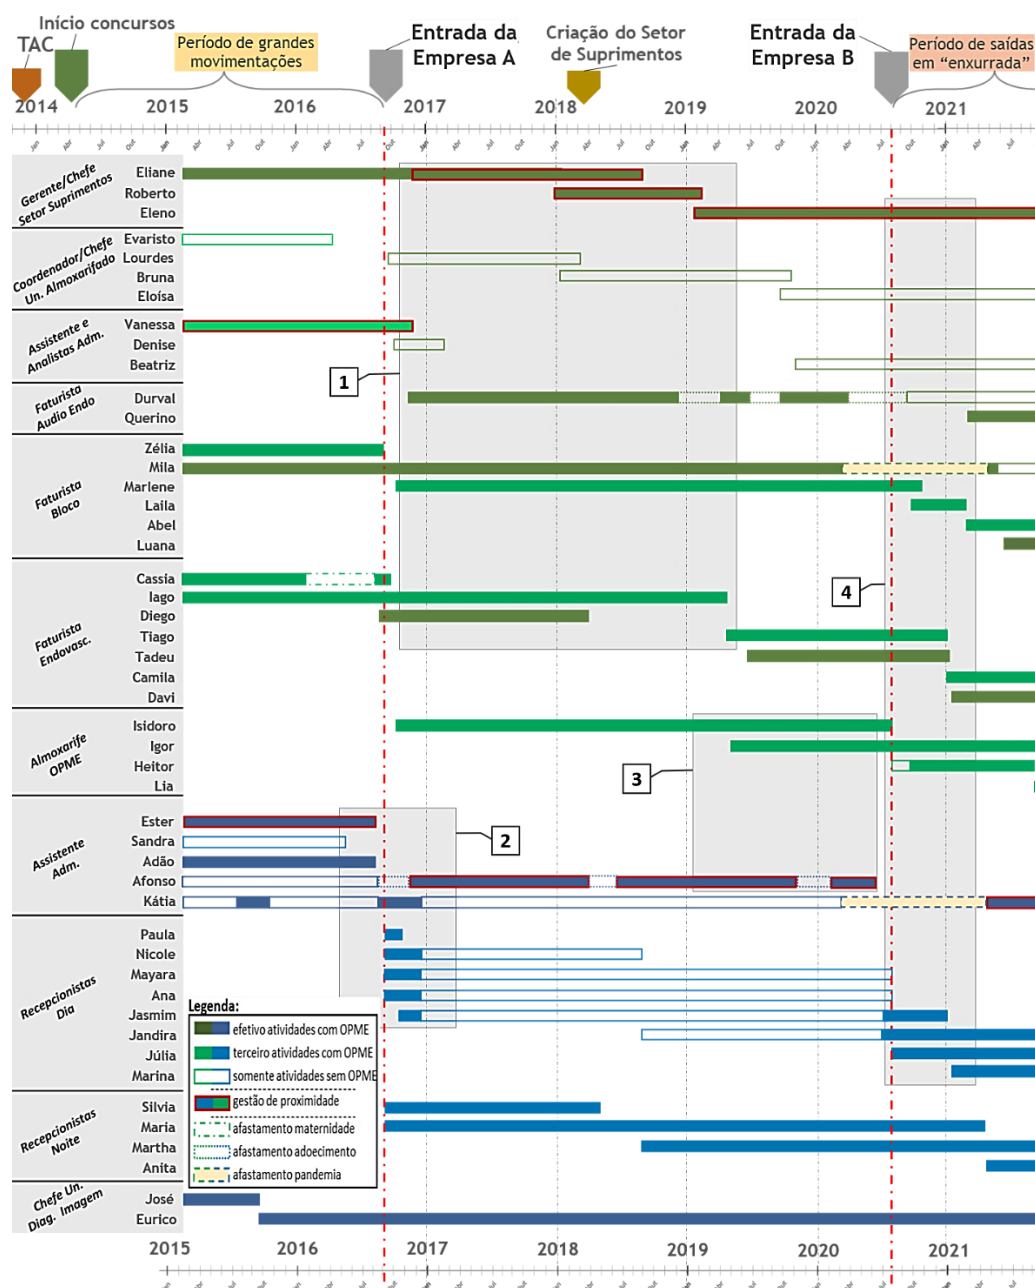 TAC
Início concursos
Período de grandes
movimentações
Entrada da
Empresa A
Criação do Setor
de Suprimentos
Entrada da
Empresa B
Período de saídas
em “enxurrada”
2014 2015 2016 2017 2018 2019 2020 2021
Gerente/Chefe
Setor Suprimentos
Eliane
Roberto
Eleno
Coordenador/Chefe
Un. Almoxarifado
Evaristo
Lourdes
Bruna
Eloísa
Assistente e
Analistas Adm.
Vanessa
Denise
Beatriz
1
Faturista
Audio Endo
Durval
Querino
Faturista
Bloco
Zélia
Mila
Marlene
Laila
Abel
Luana
Faturista
Endovasc.
Cassia
Iago
Diego
Tiago
Tadeu
Camila
Davi
4
Almoxarife
OPME
Isidoro
Igor
Heitor
Lia
3
Assistente
Adm.
Ester
Sandra
Adão
Afonso
Kátia
2
Recepcionistas
Dia
Paula
Nicole
Mayara
Ana
Jasmim
Jandira
Júlia
Marina
Legenda:
efetivo atividades com OPME
terceiro atividades com OPME
somente atividades sem OPME
gestão de proximidade
afastamento maternidade
afastamento adoecimento
afastamento pandemia
Recepcionistas
Noite
Silvia
Maria
Martha
Anita
Chefe Un.
Diag. Imagem
José
Eurico
2015 2016 2017 2018 2019 2020 2021